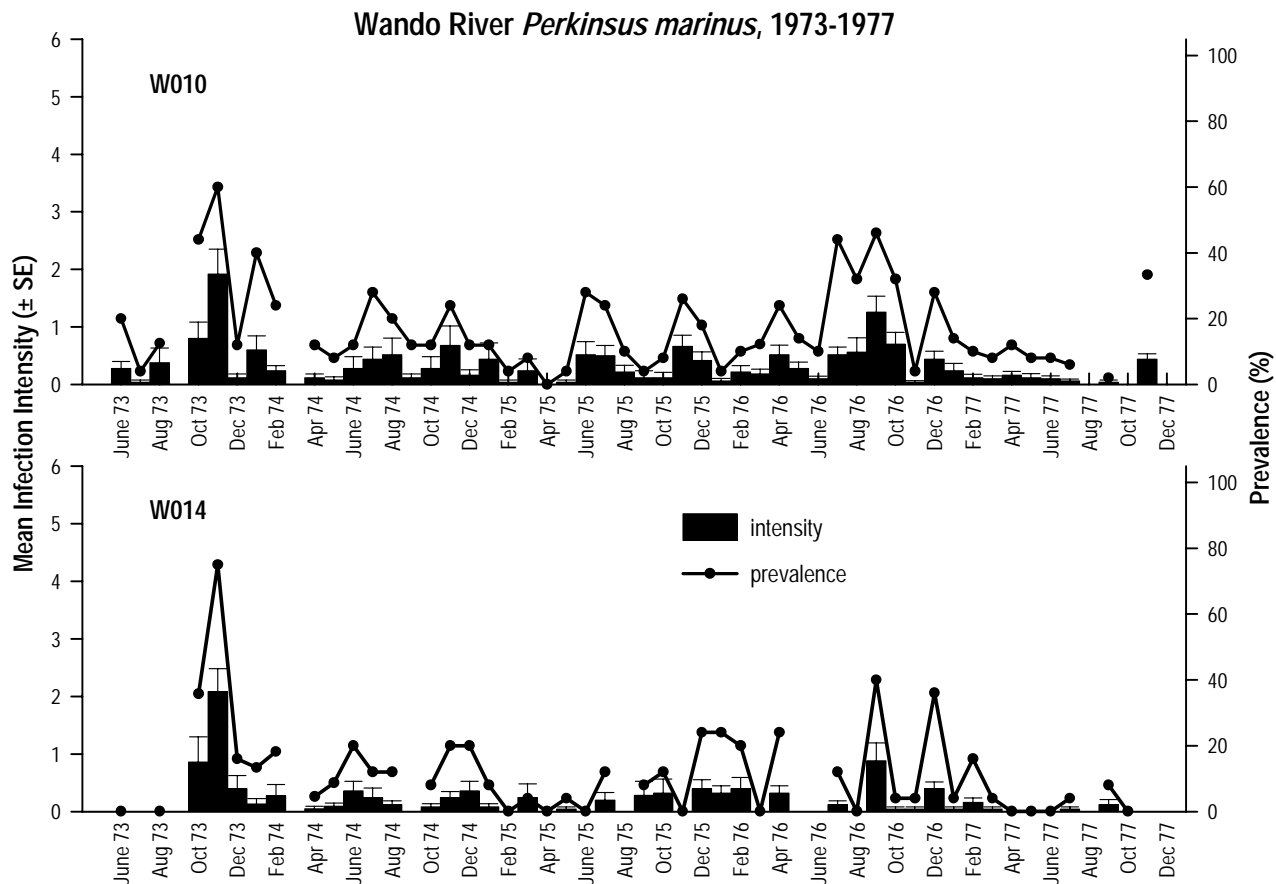 Wando River Perkinsus marinus, 1973-1977
Mean Infection Intensity (± SE)
Prevalence (%)
W010
6
5
4
3
2
1
0
100
80
60
40
20
0
June 73
Aug 73
Oct 73
Dec 73
Feb 74
Apr 74
June 74
Aug 74
Oct 74
Dec 74
Feb 75
Apr 75
June 75
Aug 75
Oct 75
Dec 75
Feb 76
Apr 76
June 76
Aug 76
Oct 76
Dec 76
Feb 77
Apr 77
June 77
Aug 77
Oct 77
Dec 77
W014
intensity
prevalence
6
5
4
3
2
1
0
100
80
60
40
20
0
June 73
Aug 73
Oct 73
Dec 73
Feb 74
Apr 74
June 74
Aug 74
Oct 74
Dec 74
Feb 75
Apr 75
June 75
Aug 75
Oct 75
Dec 75
Feb 76
Apr 76
June 76
Aug 76
Oct 76
Dec 76
Feb 77
Apr 77
June 77
Aug 77
Oct 77
Dec 77